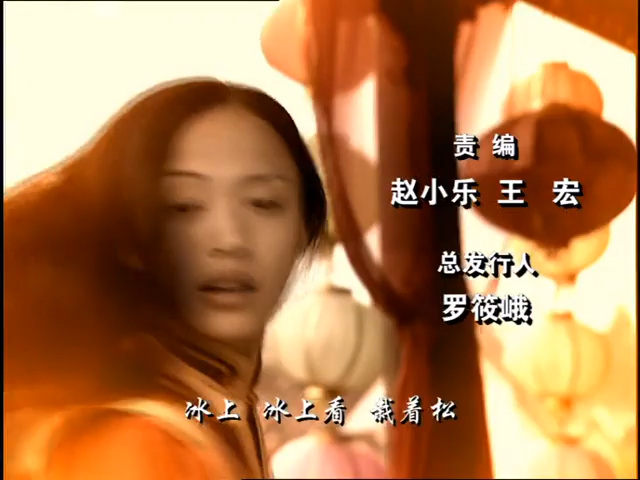 责 编
赵小乐 王 宏
总发行人
罗筱峨
冰上 冰上看 栽着松